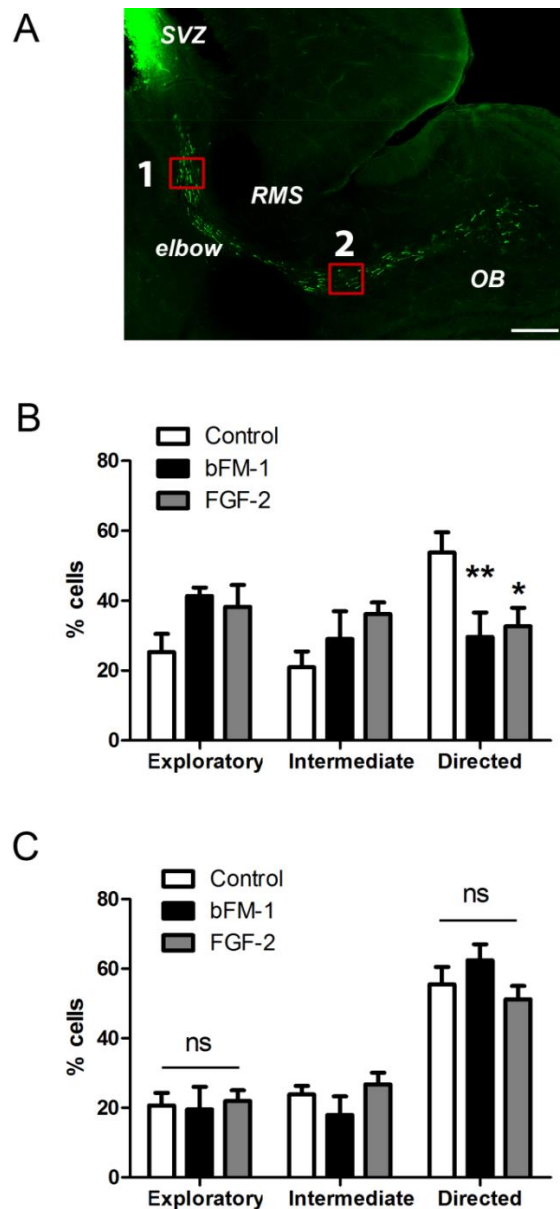 A
SVZ
1
RMS
elbow
2
OB
B
Control
bFM-1
FGF-2
80
60
40
20
0
% cells
** *
Exploratory Intermediate Directed
C
Control
bFM-1
FGF-2
80
60
40
20
0
% cells
ns
ns
Exploratory Intermediate Directed